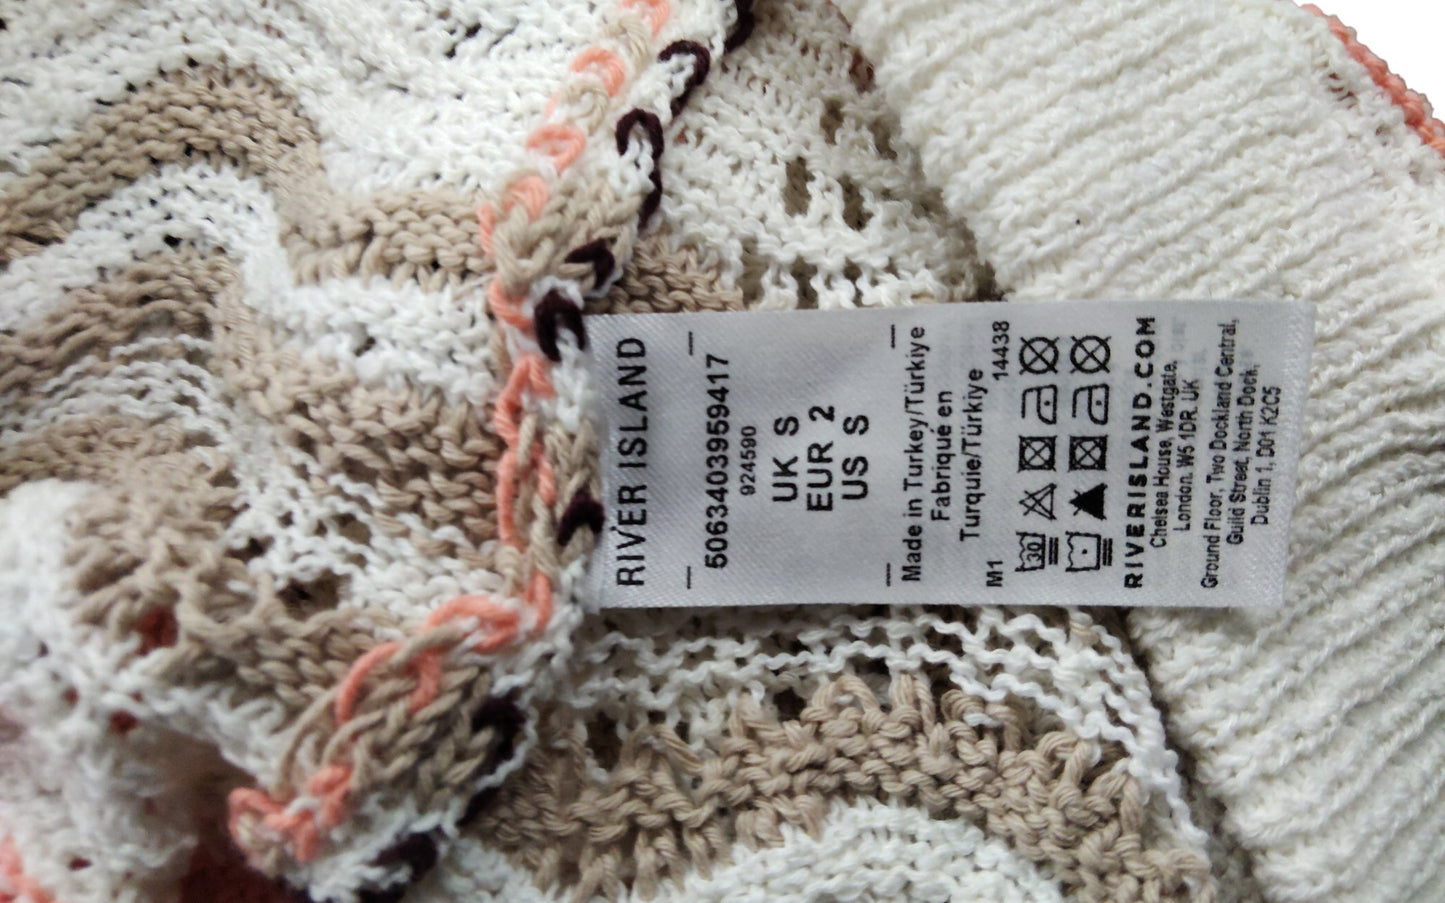 RIVER ISLAND
5063403959417
924590
UK S
EUR 2
US S
Made in Turkey/Türkiye
Fabriqué en
Turquie/Türkiye
M1 14438
30
RIVERISLAND.COM
Chelsea House, Westgate,
London. W5 1DR. UK
Ground Floor, Two Dockland Central,
Guild Street, North Dock,
Dublin 1, D01 K2C5